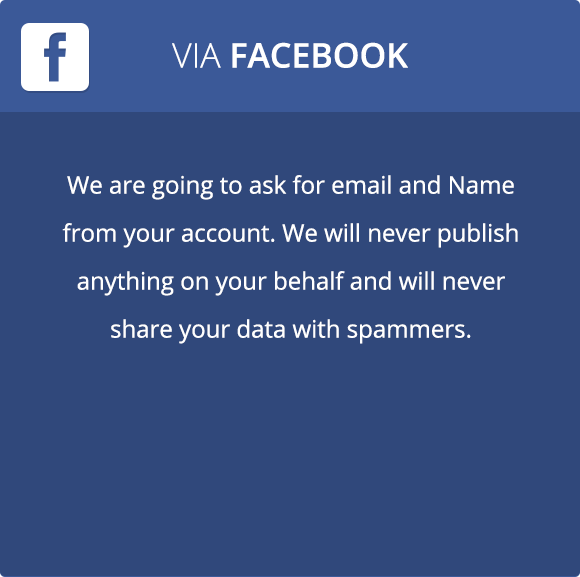 f
VIA FACEBOOK
We are going to ask for email and Name
from your account. We will never publish
anything on your behalf and will never
share your data with spammers.